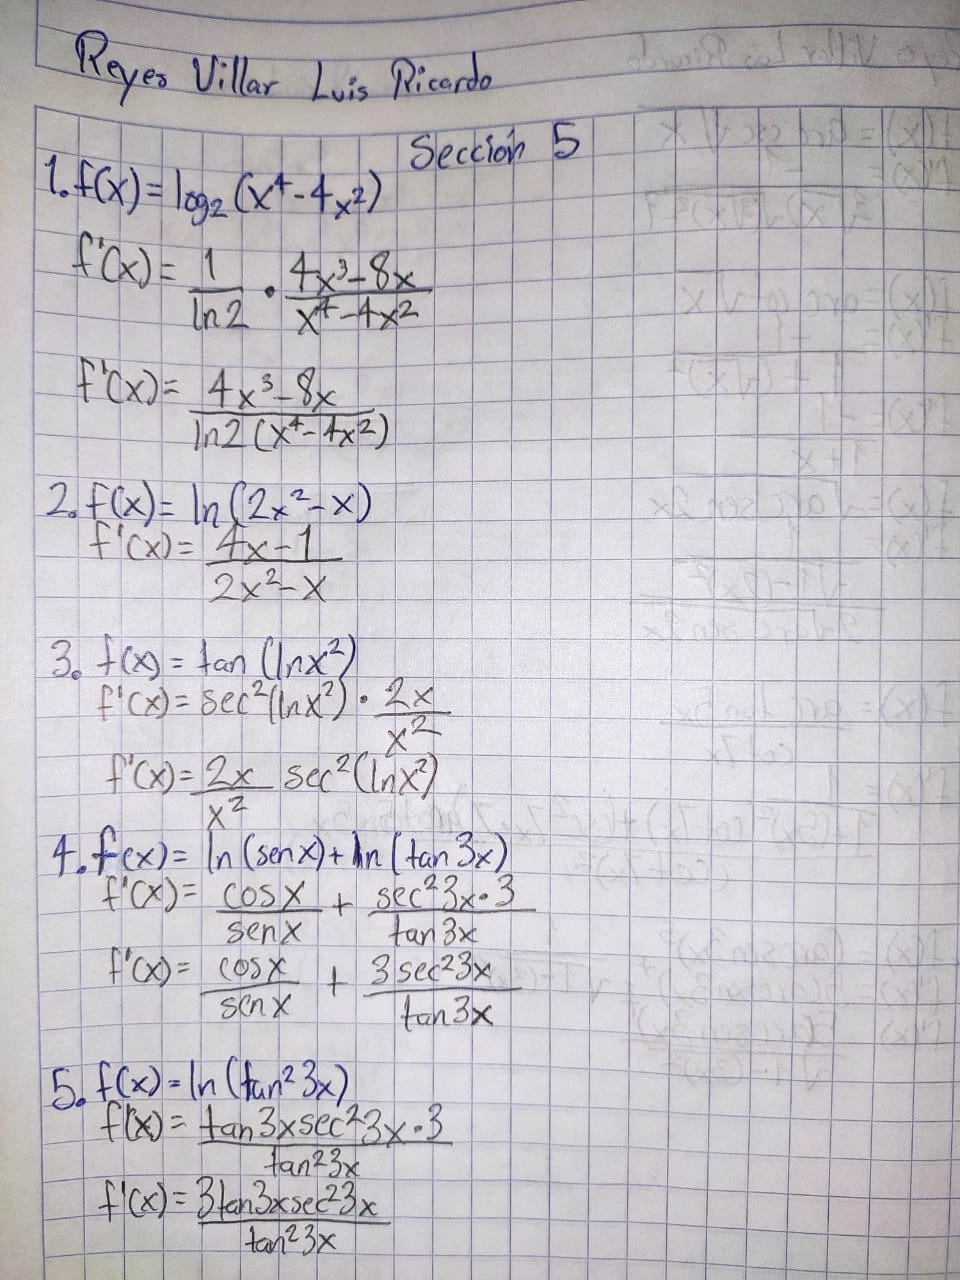 Reyes Villar Luis Ricardo
Sección 5
1. f(x) = log₂ (x⁴-4x²)
f'(x) = 1/ln2 • 4x³-8x/x⁴-4x²
f'(x) = 4x³-8x/ln2 (x⁴-4x²)
2. f(x) = ln(2x²-x)
f'(x) = 4x-1/2x²-x
3. f(x) = tan (lnx²)
f'(x) = sec²(lnx²) • 2x/x²
f'(x) = 2x/x² sec²(lnx²)
4. f(x) = ln (senx) + ln (tan 3x)
f'(x) = cosx/senx + sec²3x•3/tan3x
f'(x) = cosx/senx + 3sec²3x/tan3x
5. f(x) = ln (tan²3x)
f'(x) = tan3xsec²3x•3/tan²3x
f'(x) = 3tan3xsec²3x/tan²3x